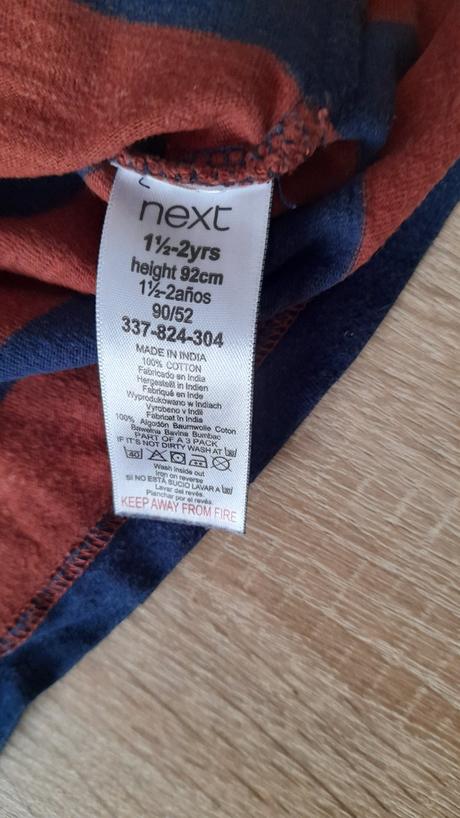 next
1½-2yrs
height 92cm
1½-2años
90/52
337-824-304
MADE IN INDIA
100% COTTON
Fabricado en India
Hergestellt in Indien
Fabriqué en Inde
Wyprodukowano w Indiach
Vyrobeno v Indii
Fabricat în India
100% Algodón Baumwolle Coton
Bawełna Bavlna Bumbac
PART OF A 3 PACK
IF IT'S NOT DIRTY WASH AT
40
Wash inside out
Iron on reverse
SI NO ESTÁ SUCIO LAVAR A
Lavar del revés.
Planchar por el revés.
KEEP AWAY FROM FIRE